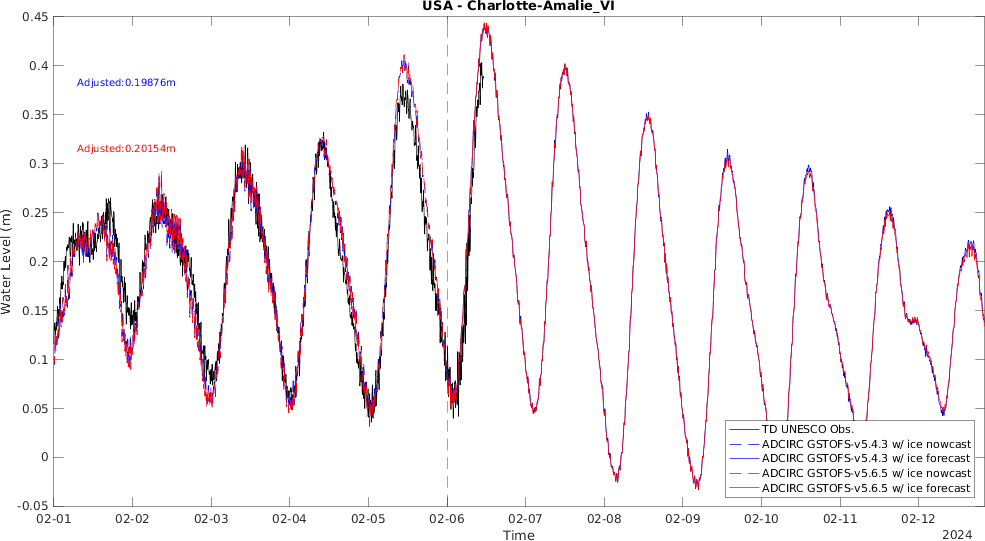 USA - Charlotte-Amalie_VI
0.45
0.4
0.35
0.3
0.25
0.2
0.15
0.1
0.05
0
-0.05
Water Level (m)
Adjusted:0.19876m
Adjusted:0.20154m
TD UNESCO Obs.
ADCIRC GSTOFS-v5.4.3 w/ ice nowcast
ADCIRC GSTOFS-v5.4.3 w/ ice forecast
ADCIRC GSTOFS-v5.6.5 w/ ice nowcast
ADCIRC GSTOFS-v5.6.5 w/ ice forecast
02-01 02-02 02-03 02-04 02-05 02-06 02-07 02-08 02-09 02-10 02-11 02-12
Time
2024